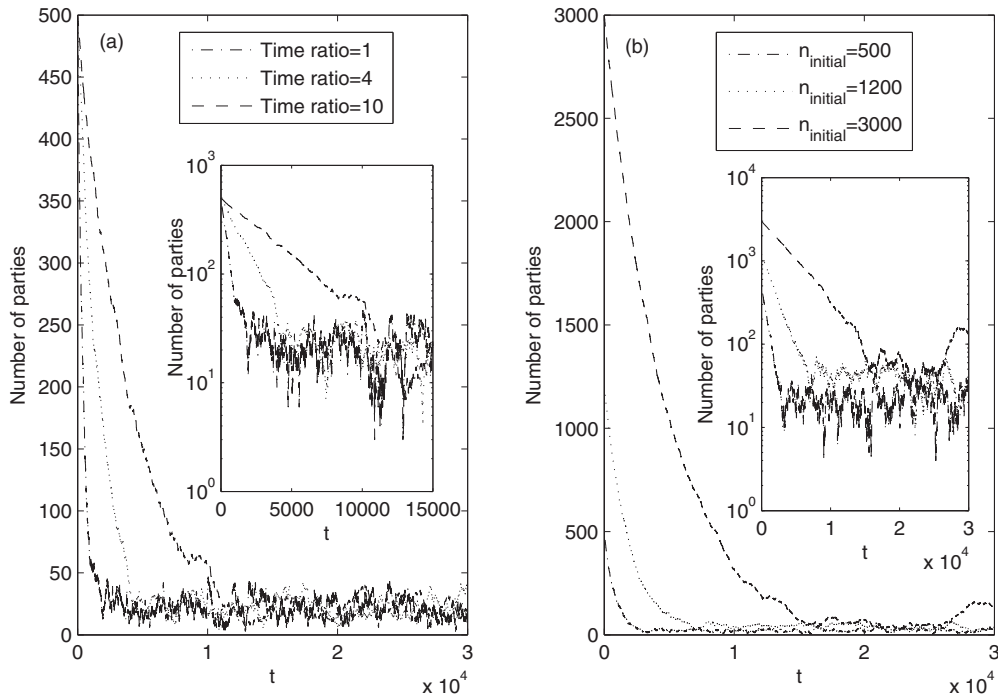 (a)
Time ratio=1
Time ratio=4
Time ratio=10
Number of parties
500
450
400
350
300
250
200
150
100
50
0
0
1
2
3
t
x 10^4
Number of parties
10^3
10^2
10^1
10^0
0
5000
10000
15000
t
(b)
n_initial=500
n_initial=1200
n_initial=3000
Number of parties
3000
2500
2000
1500
1000
500
0
0
1
2
3
t
x 10^4
Number of parties
10^4
10^3
10^2
10^1
10^0
0
1
2
3
t
x 10^4